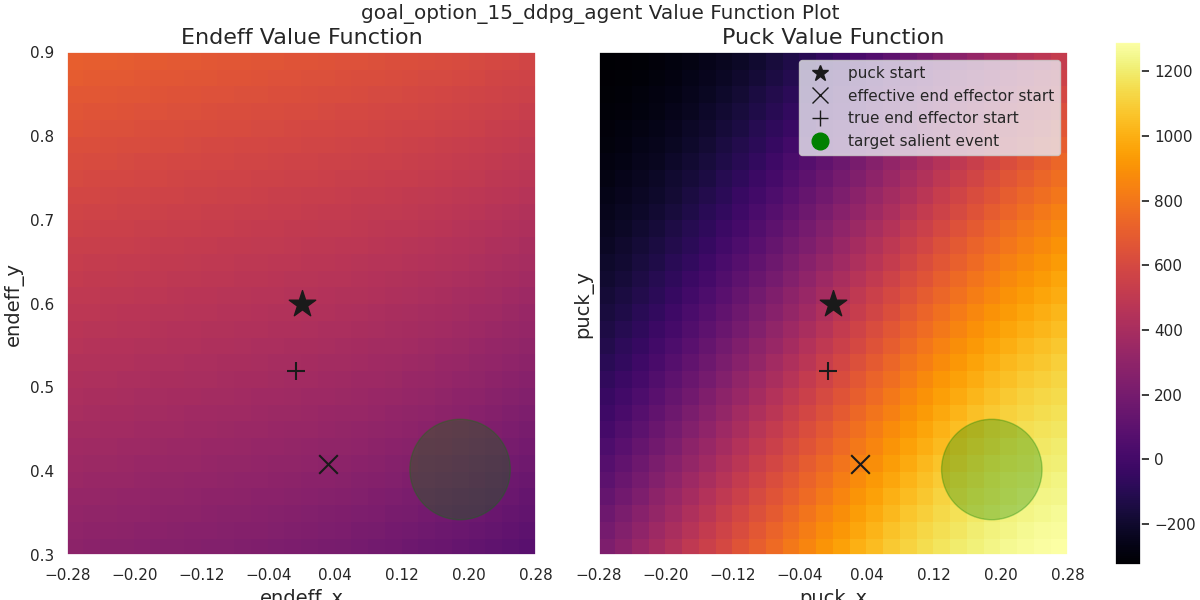 goal_option_15_ddpg_agent Value Function Plot
Endeff Value Function
endeff_y
0.9
0.8
0.7
0.6
0.5
0.4
0.3
−0.28 −0.20 −0.12 −0.04 0.04 0.12 0.20 0.28
endeff_x
Puck Value Function
puck_y
puck start
effective end effector start
true end effector start
target salient event
−0.28 −0.20 −0.12 −0.04 0.04 0.12 0.20 0.28
puck_x
1200
1000
800
600
400
200
0
−200